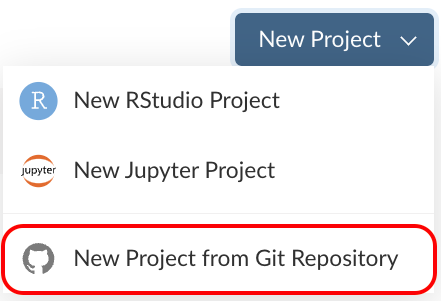 New Project
R
New RStudio Project
jupyter
New Jupyter Project
New Project from Git Repository